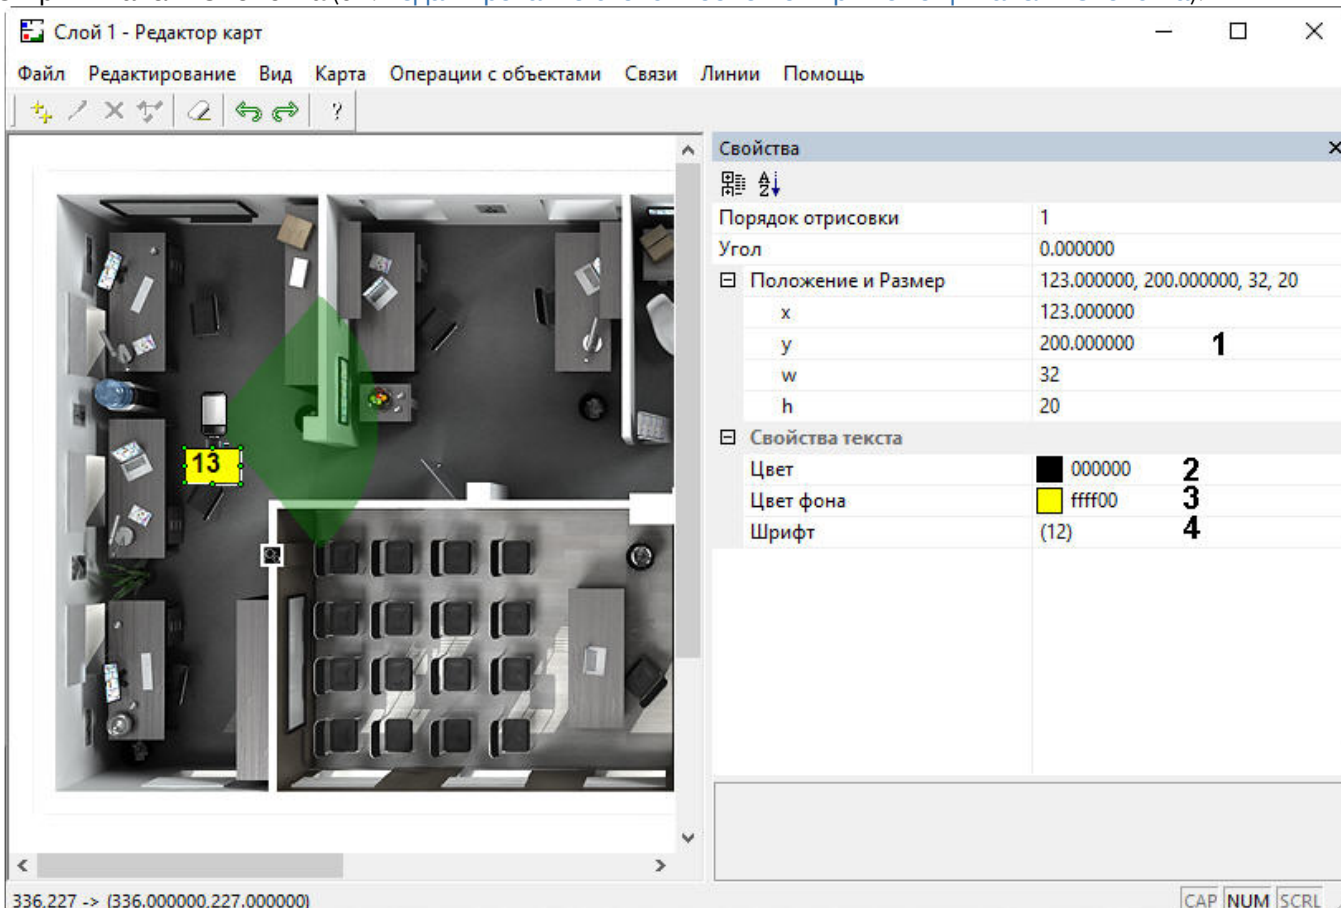 Слой 1 - Редактор карт
Файл Редактирование Вид Карта Операции с объектами Связи Линии Помощь
?
Свойства
Порядок отрисовки 1
Угол 0.000000
Положение и Размер 123.000000, 200.000000, 32, 20
x 123.000000
y 200.000000 1
w 32
h 20
13
Свойства текста
Цвет 000000 2
Цвет фона ffff00 3
Шрифт (12) 4
336,227 -> (336.000000,227.000000) CAP NUM SCRL